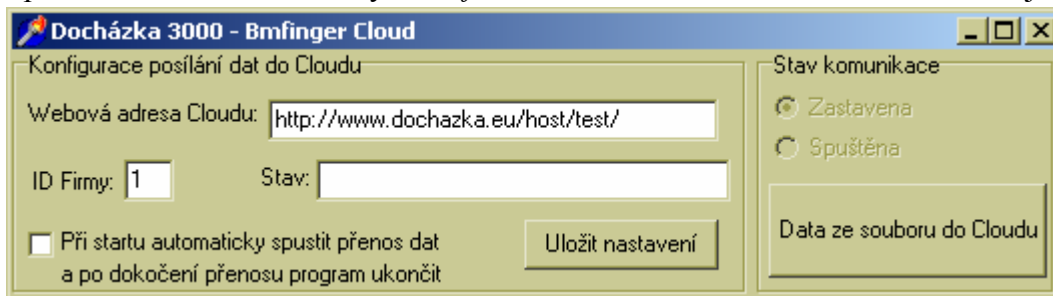 Docházka 3000 - Bmfinger Cloud
Konfigurace posílání dat do Cloudu
Webová adresa Cloudu: http://www.dochazka.eu/host/test/
ID Firmy: 1 Stav:
Při startu automaticky spustit přenos dat
a po dokočení přenosu program ukončit
Uložit nastavení
Stav komunikace
Zastavena
Spuštěna
Data ze souboru do Cloudu